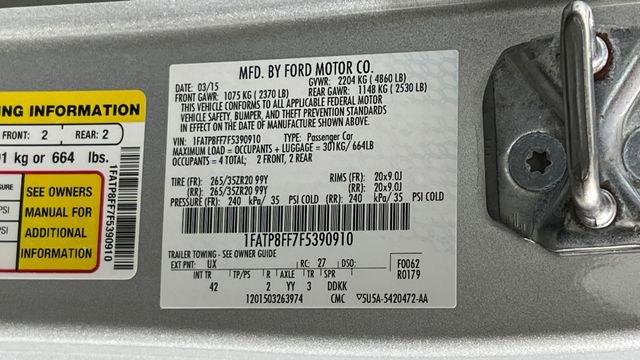 NG INFORMATION
FRONT: 2 REAR: 2
01 kg or 664 lbs.
SURE
PSI
PSI
SEE OWNERS
MANUAL FOR
ADDITIONAL
INFORMATION
1FATP8FF7F5390910
MFD. BY FORD MOTOR CO.
DATE: 03/15 GVWR: 2204 KG ( 4860 LB)
FRONT GAWR: 1075 KG ( 2370 LB) REAR GAWR: 1148 KG ( 2530 LB)
THIS VEHICLE CONFORMS TO ALL APPLICABLE FEDERAL MOTOR
VEHICLE SAFETY, BUMPER, AND THEFT PREVENTION STANDARDS
IN EFFECT ON THE DATE OF MANUFACTURE SHOWN ABOVE.
VIN: 1FATP8FF7F5390910 TYPE: Passenger Car
MAXIMUM LOAD = OCCUPANTS + LUGGAGE = 301KG/ 664LB
OCCUPANTS = 4 TOTAL: 2 FRONT, 2 REAR
TIRE (FR): 265/35ZR20 99Y RIMS (FR): 20x9.0J
(RR): 265/35ZR20 99Y (RR): 20x9.0J
PRESSURE (FR): 240 kPa/ 35 PSI COLD (RR): 240 kPa/ 35 PSI COLD
1FATP8FF7F5390910
TRAILER TOWING - SEE OWNER GUIDE
EXT PNT: UX RC: 27 DSO: F0062
INT TR TP/PS R AXLE TR SPR R0179
42 2 YY 3 DDKK
1201503263974 CMC 5U5A-5420472-AA